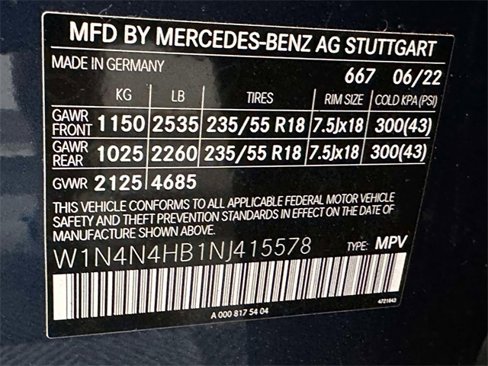 MFD BY MERCEDES-BENZ AG STUTTGART
MADE IN GERMANY 667 06/22
KG LB TIRES RIM SIZE COLD KPA (PSI)
GAWR FRONT 1150 2535 235/55 R18 7.5Jx18 300(43)
GAWR REAR 1025 2260 235/55 R18 7.5Jx18 300(43)
GVWR 2125 4685
THIS VEHICLE CONFORMS TO ALL APPLICABLE FEDERAL MOTOR VEHICLE
SAFETY AND THEFT PREVENTION STANDARDS IN EFFECT ON THE DATE OF
MANUFACTURE SHOWN ABOVE.
W1N4N4HB1NJ415578 TYPE: MPV
A 000 817 54 04 4721643